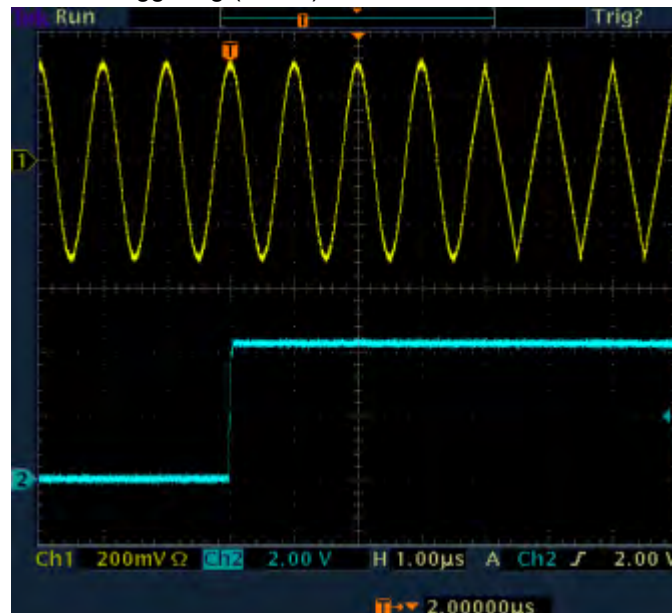 Run Trig?
T
T
1
2
Ch1 200mV Ω Ch2 2.00 V H 1.00µs A Ch2 ƒ 2.00 V
T→▼ 2.00000µs